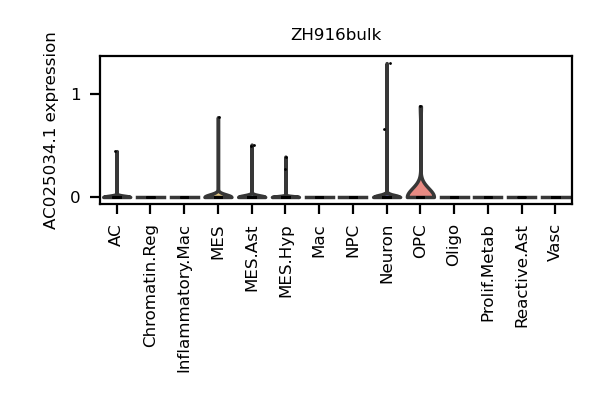 ZH916bulk
AC025034.1 expression
1
0
AC
Chromatin.Reg
Inflammatory.Mac
MES
MES.Ast
MES.Hyp
Mac
NPC
Neuron
OPC
Oligo
Prolif.Metab
Reactive.Ast
Vasc